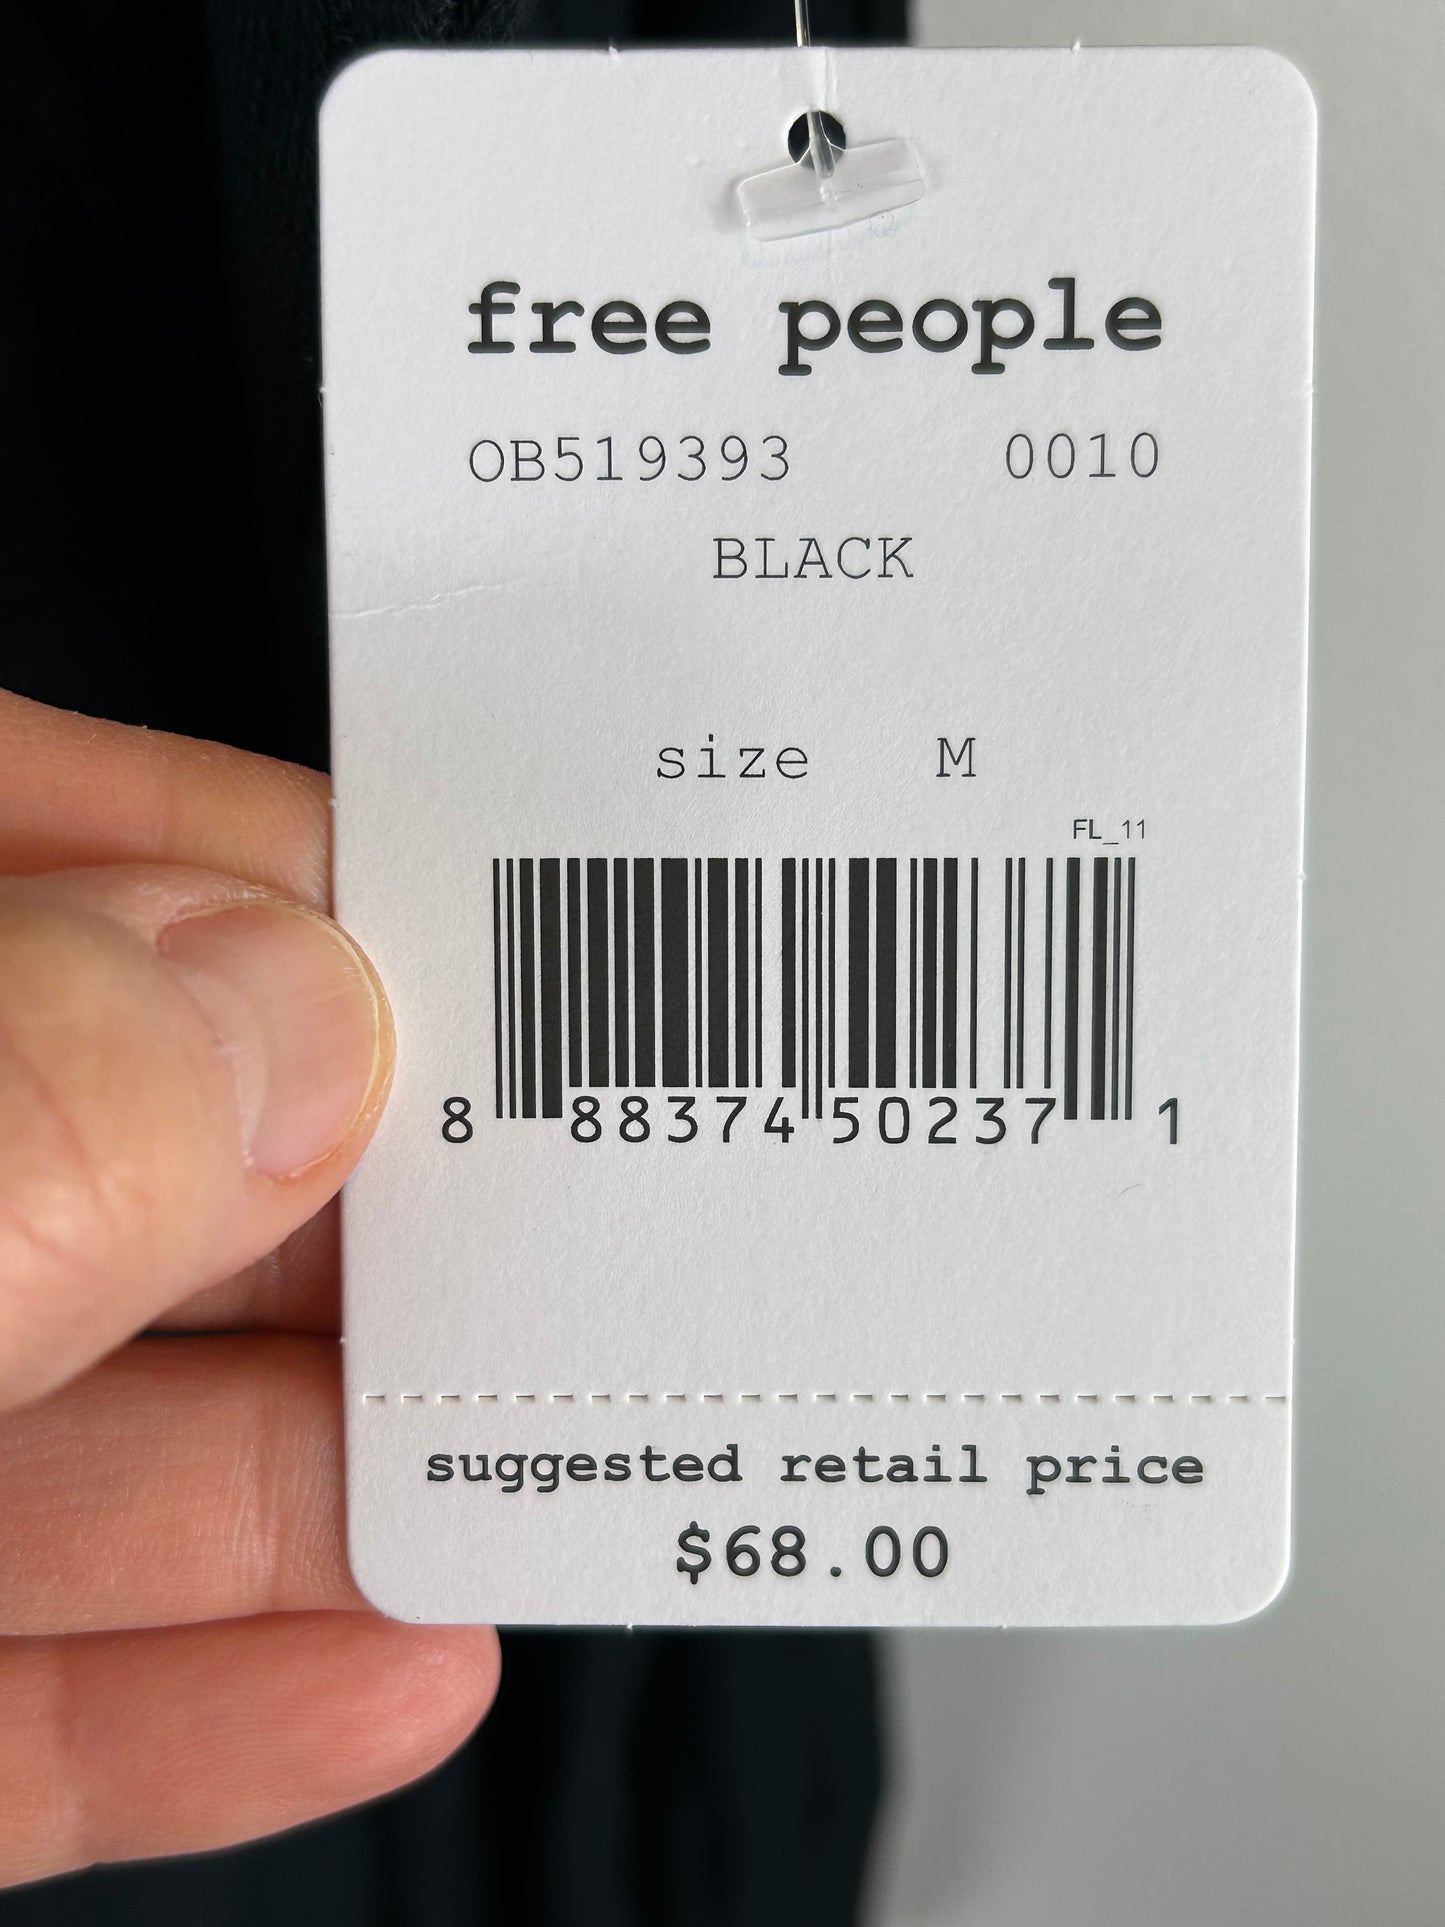 free people
OB519393 0010
BLACK
size M
FL_11
8 88374 50237 1
suggested retail price
$68.00